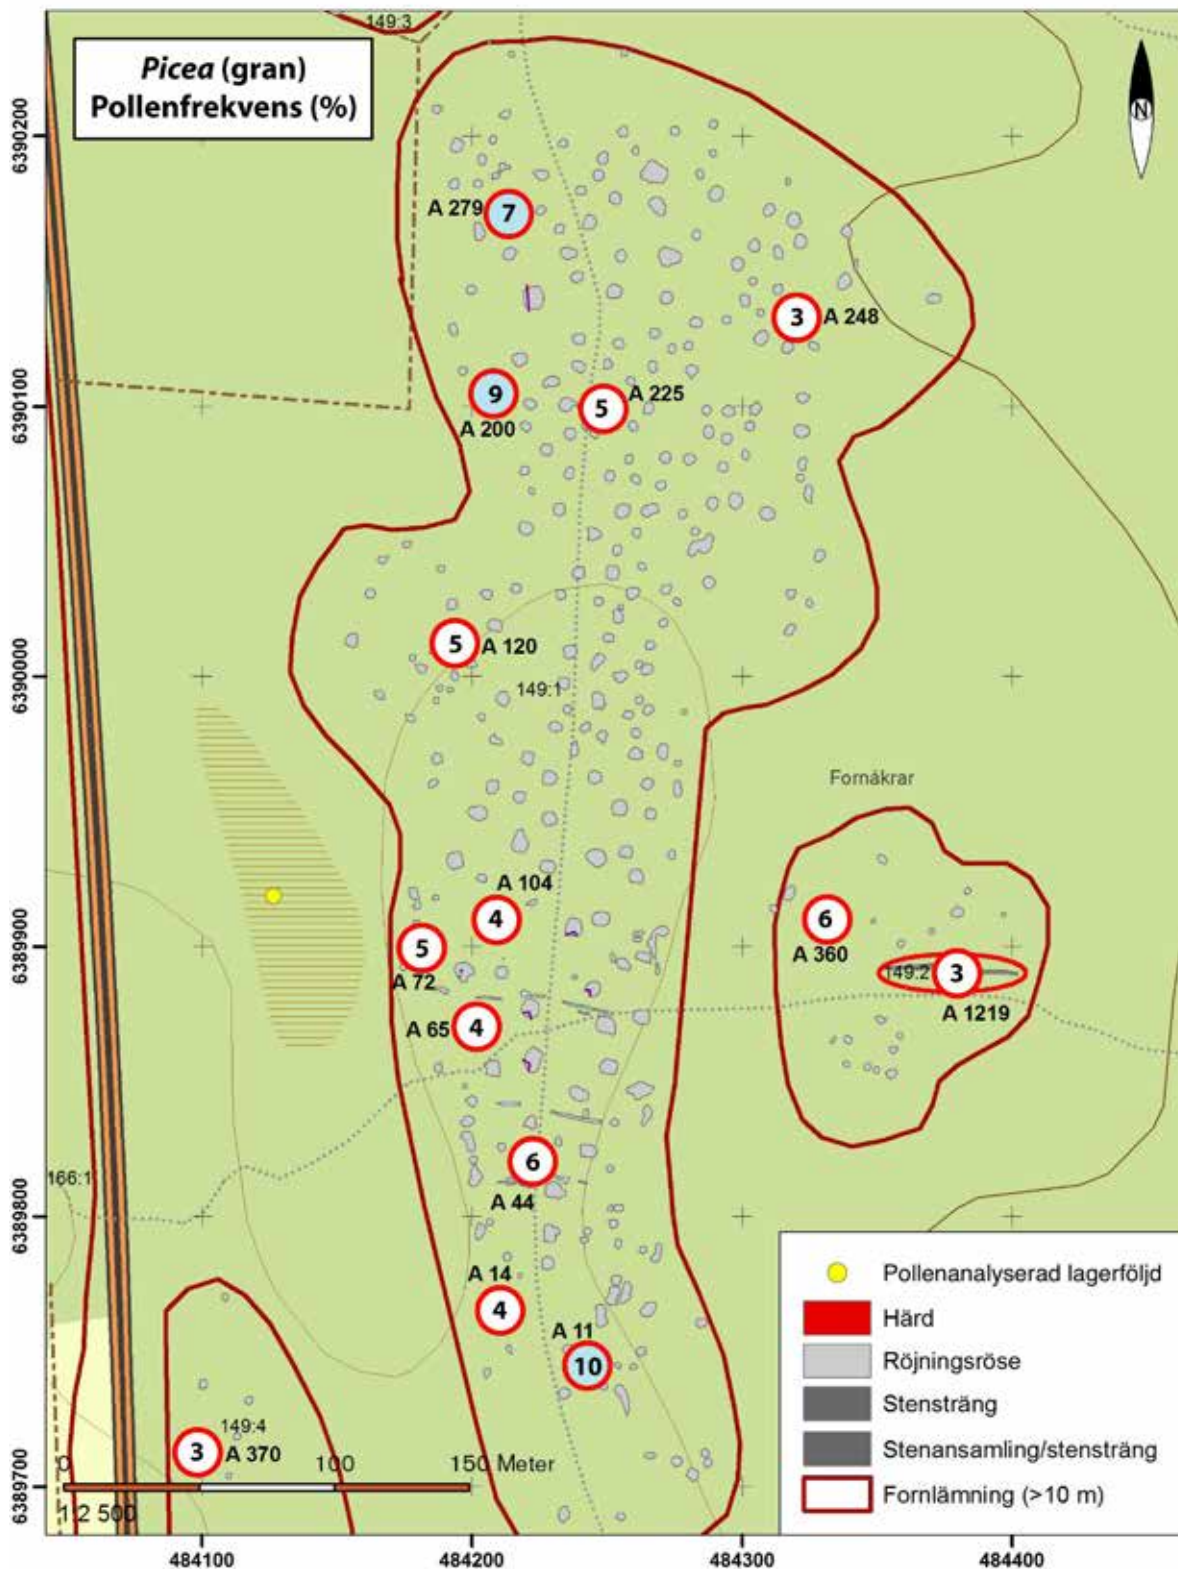 149:3
Picea (gran)
Pollenfrekvens (%)
N
6390200
A 279
7
3
A 248
6390100
9
A 200
5
A 225
5
A 120
6390000
149:1
Fornåkrar
A 104
4
6
A 360
5
A 72
6389900
149:2
3
A 1219
A 65
4
6
A 44
166:1
6389800
A 14
4
A 11
10
Pollenanalyserad lagerföljd
Härd
Röjningsröse
Stensträng
Stenansamling/stensträng
Fornlämning (>10 m)
149:4
3
A 370
0
100
150 Meter
1:2 500
6389700
484100
484200
484300
484400